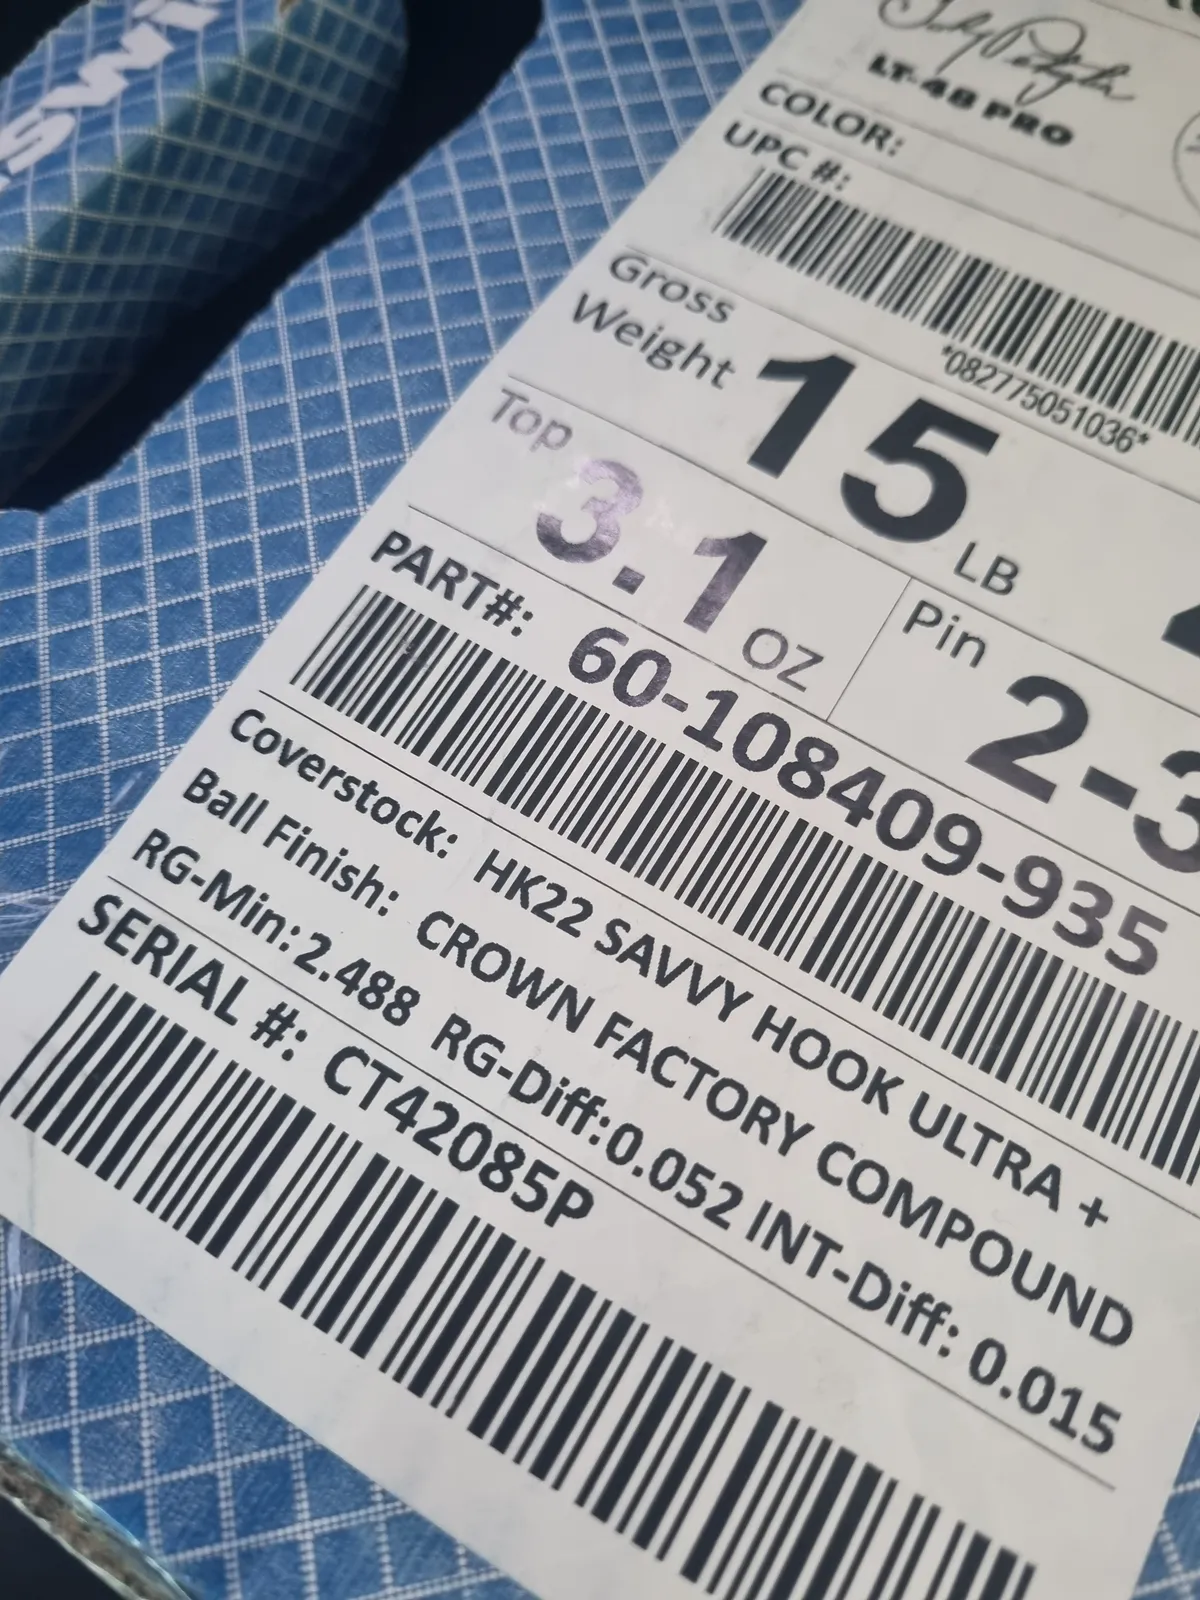 SWI
LT-48 PRO
COLOR:
UPC #:
*082775051036*
Gross
Weight
15
LB
Top
3.1
OZ
Pin
2-3
PART#: 60-108409-935
Coverstock: HK22 SAVVY HOOK ULTRA +
Ball Finish: CROWN FACTORY COMPOUND
RG-Min:2.488 RG-Diff:0.052 INT-Diff: 0.015
SERIAL #: CT42085P